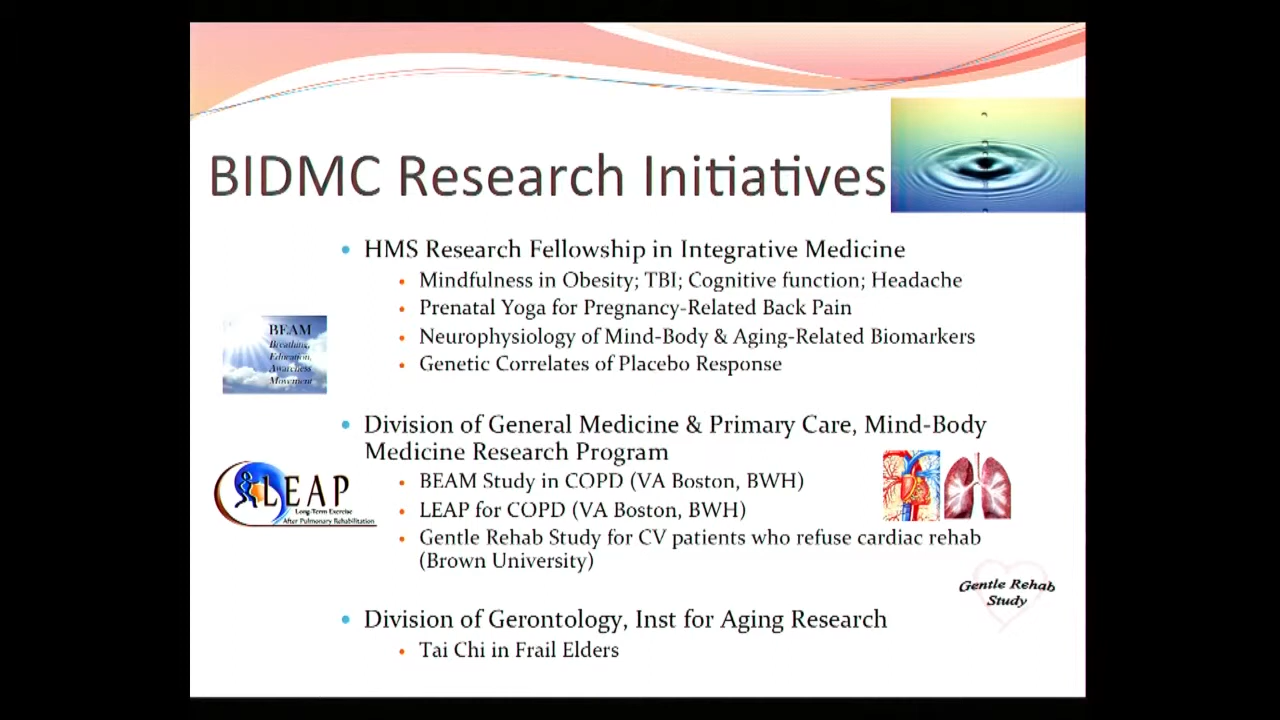 BIDMC Research Initiatives
HMS Research Fellowship in Integrative Medicine
Mindfulness in Obesity; TBI; Cognitive function; Headache
Prenatal Yoga for Pregnancy-Related Back Pain
Neurophysiology of Mind-Body & Aging-Related Biomarkers
Genetic Correlates of Placebo Response
BEAM
Breathing,
Education,
Awareness
Movement
Division of General Medicine & Primary Care, Mind-Body
Medicine Research Program
BEAM Study in COPD (VA Boston, BWH)
LEAP for COPD (VA Boston, BWH)
Gentle Rehab Study for CV patients who refuse cardiac rehab
(Brown University)
LEAP
Long-Term Exercise
After Pulmonary Rehabilitation
Gentle Rehab
Study
Division of Gerontology, Inst for Aging Research
Tai Chi in Frail Elders